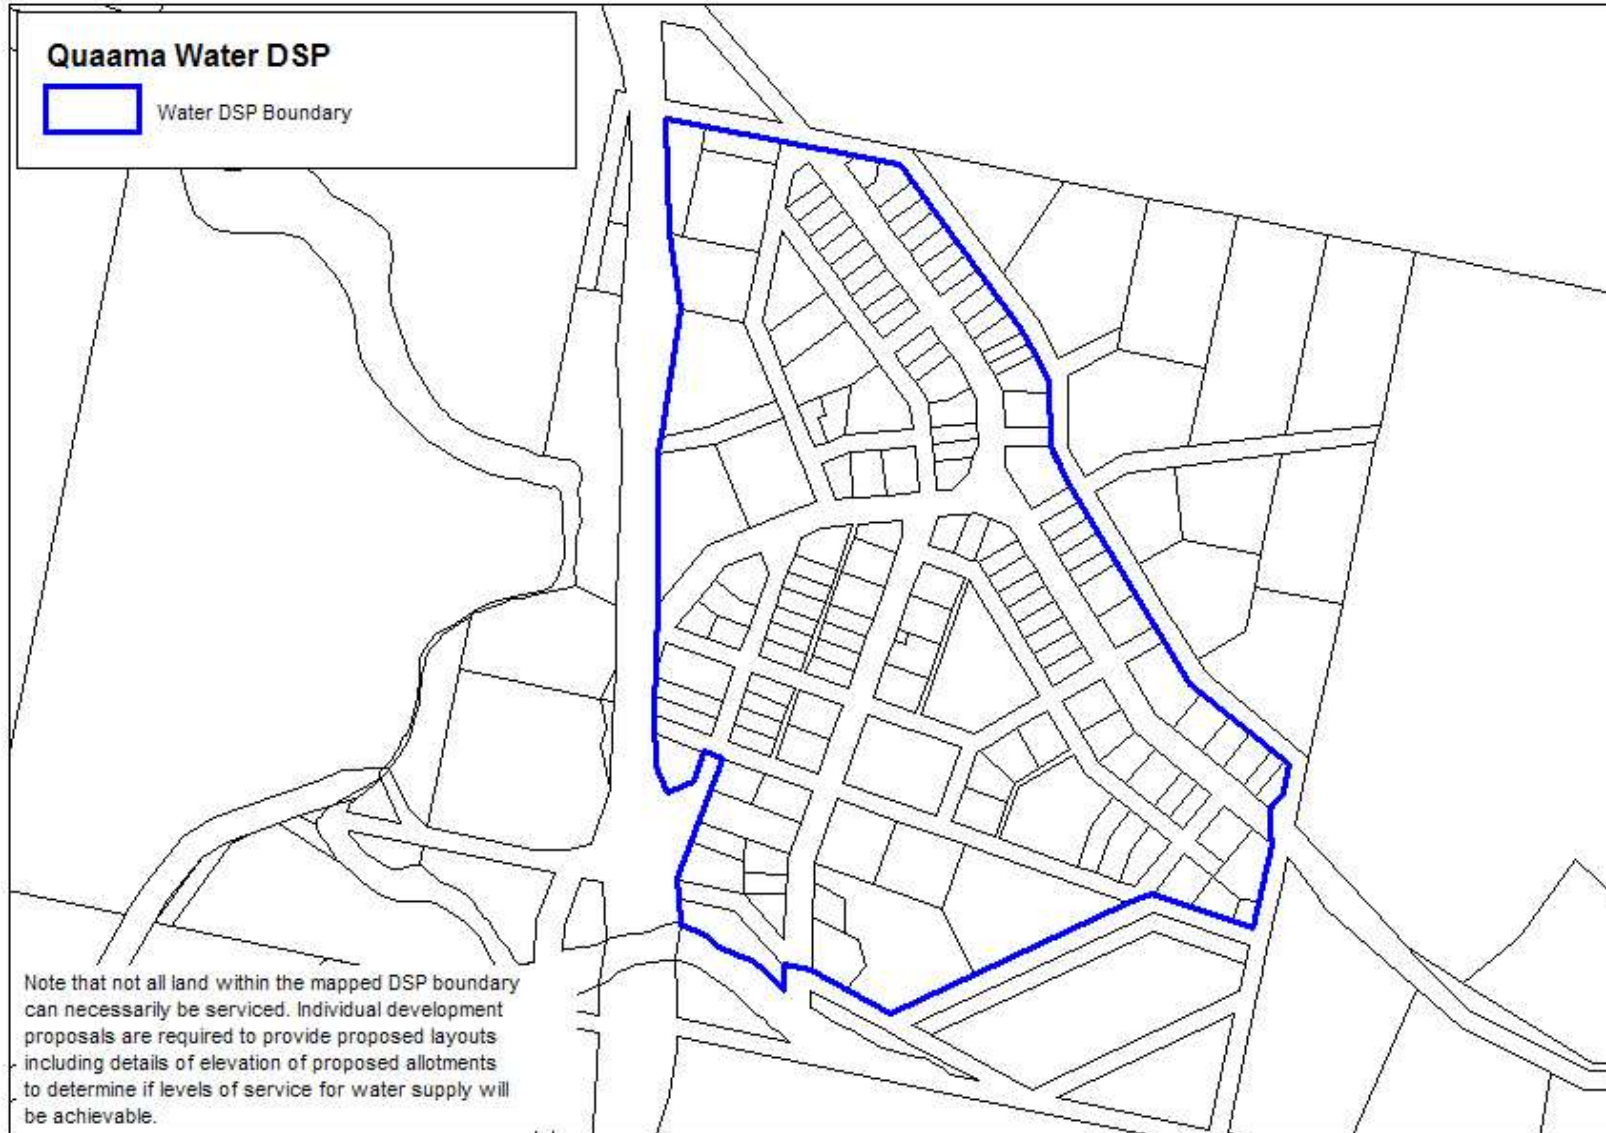 Quaama Water DSP
Water DSP Boundary
Note that not all land within the mapped DSP boundary
can necessarily be serviced. Individual development
proposals are required to provide proposed layouts
including details of elevation of proposed allotments
to determine if levels of service for water supply will
be achievable.